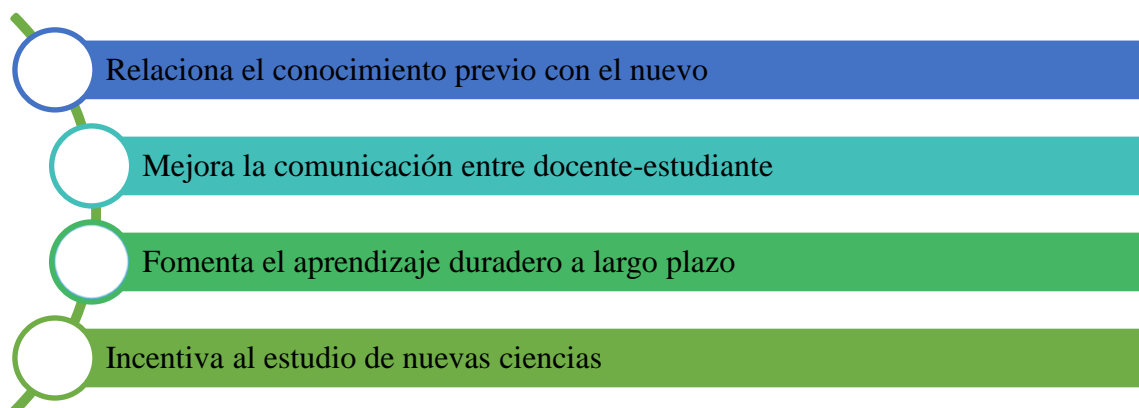 Relaciona el conocimiento previo con el nuevo
Mejora la comunicación entre docente-estudiante
Fomenta el aprendizaje duradero a largo plazo
Incentiva al estudio de nuevas ciencias